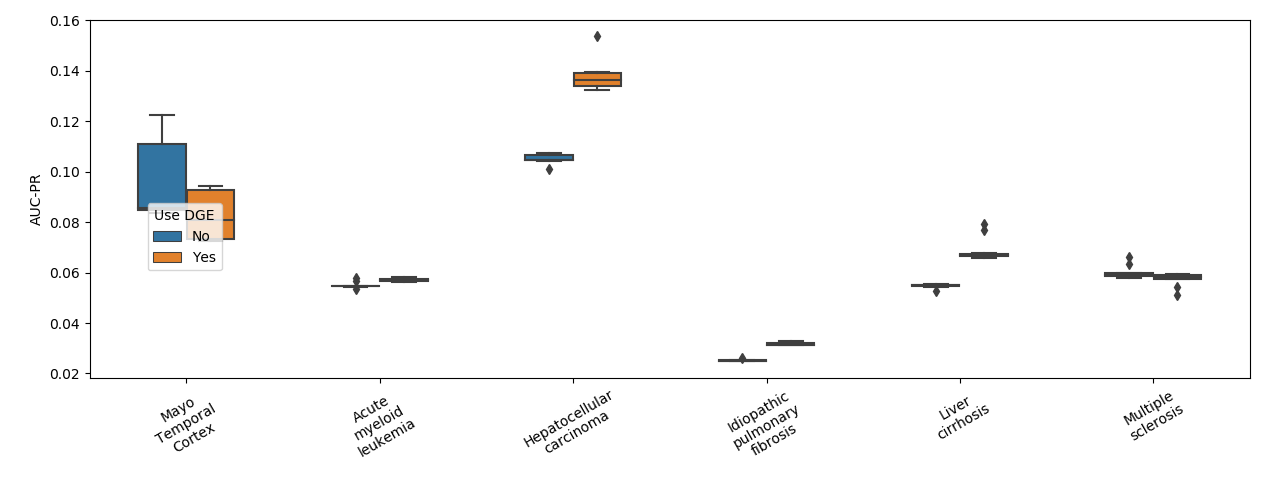 0.16
0.14
0.12
0.10
0.08
0.06
0.04
0.02
AUC-PR
Use DGE
No
Yes
Mayo
Temporal
Cortex
Acute
myeloid
leukemia
Hepatocellular
carcinoma
Idiopathic
pulmonary
fibrosis
Liver
cirrhosis
Multiple
sclerosis